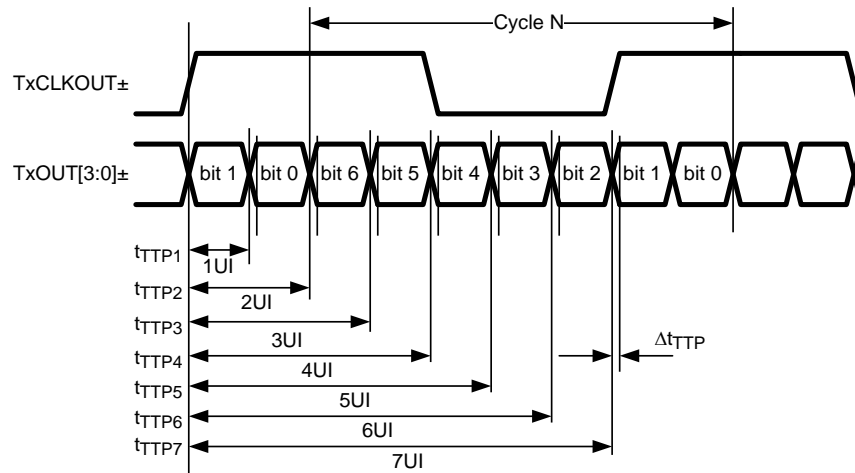 Cycle N
TxCLKOUT±
TxOUT[3:0]± bit 1 bit 0 bit 6 bit 5 bit 4 bit 3 bit 2 bit 1 bit 0
tTTP1
1UI
tTTP2
2UI
tTTP3
3UI
tTTP4
ΔtTTP
4UI
tTTP5
5UI
tTTP6
6UI
tTTP7
7UI